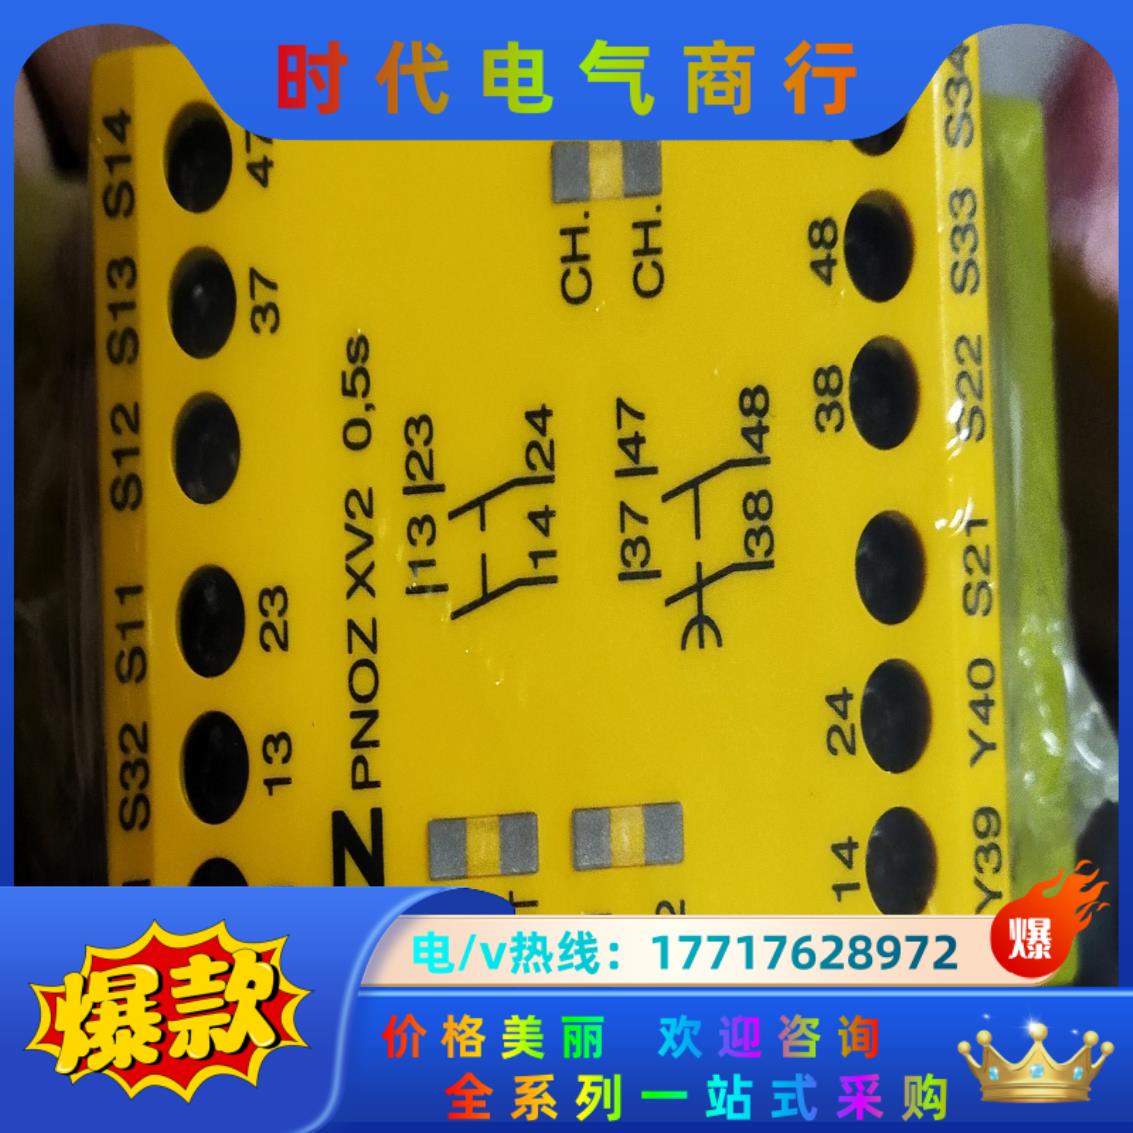 时代电气商行
S14
S13
S12
S11
S32
47
37
23
13
PNOZ XV2 0,5s
Z
13 23
14 24
37 47
38 48
CH.
CH.
48
38
24
14
S34
S33
S22
S21
Y40
Y39
2
爆款
电/v热线：17717628972
爆
价格美丽 欢迎咨询
全系列一站式采购